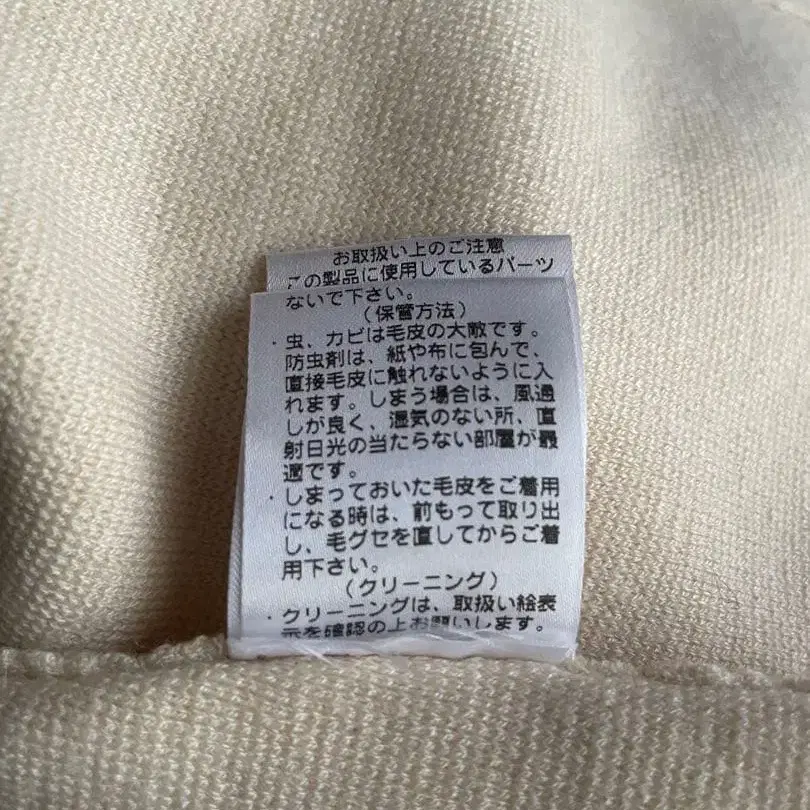 お取扱い上のご注意
この製品に使用しているパーツ
ないで下さい。
（保管方法）
・虫、カビは毛皮の大敵です。
防虫剤は、紙や布に包んで、
直接毛皮に触れないように入
れます。しまう場合は、風通
しが良く、湿気のない所、直
射日光の当たらない部屋が最
適です。
・しまっておいた毛皮をご着用
になる時は、前もって取り出
し、毛グセを直してからご着
用下さい。
（クリーニング）
・クリーニングは、取扱い絵表
示を確認の上お願いします。